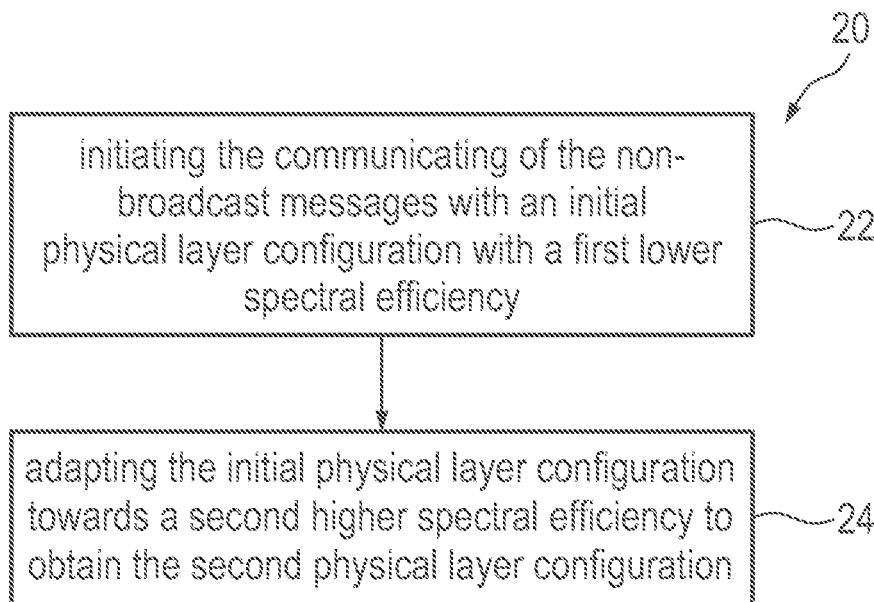 20
initiating the communicating of the non-
broadcast messages with an initial
physical layer configuration with a first lower
spectral efficiency
22
adapting the initial physical layer configuration
towards a second higher spectral efficiency to
obtain the second physical layer configuration
24